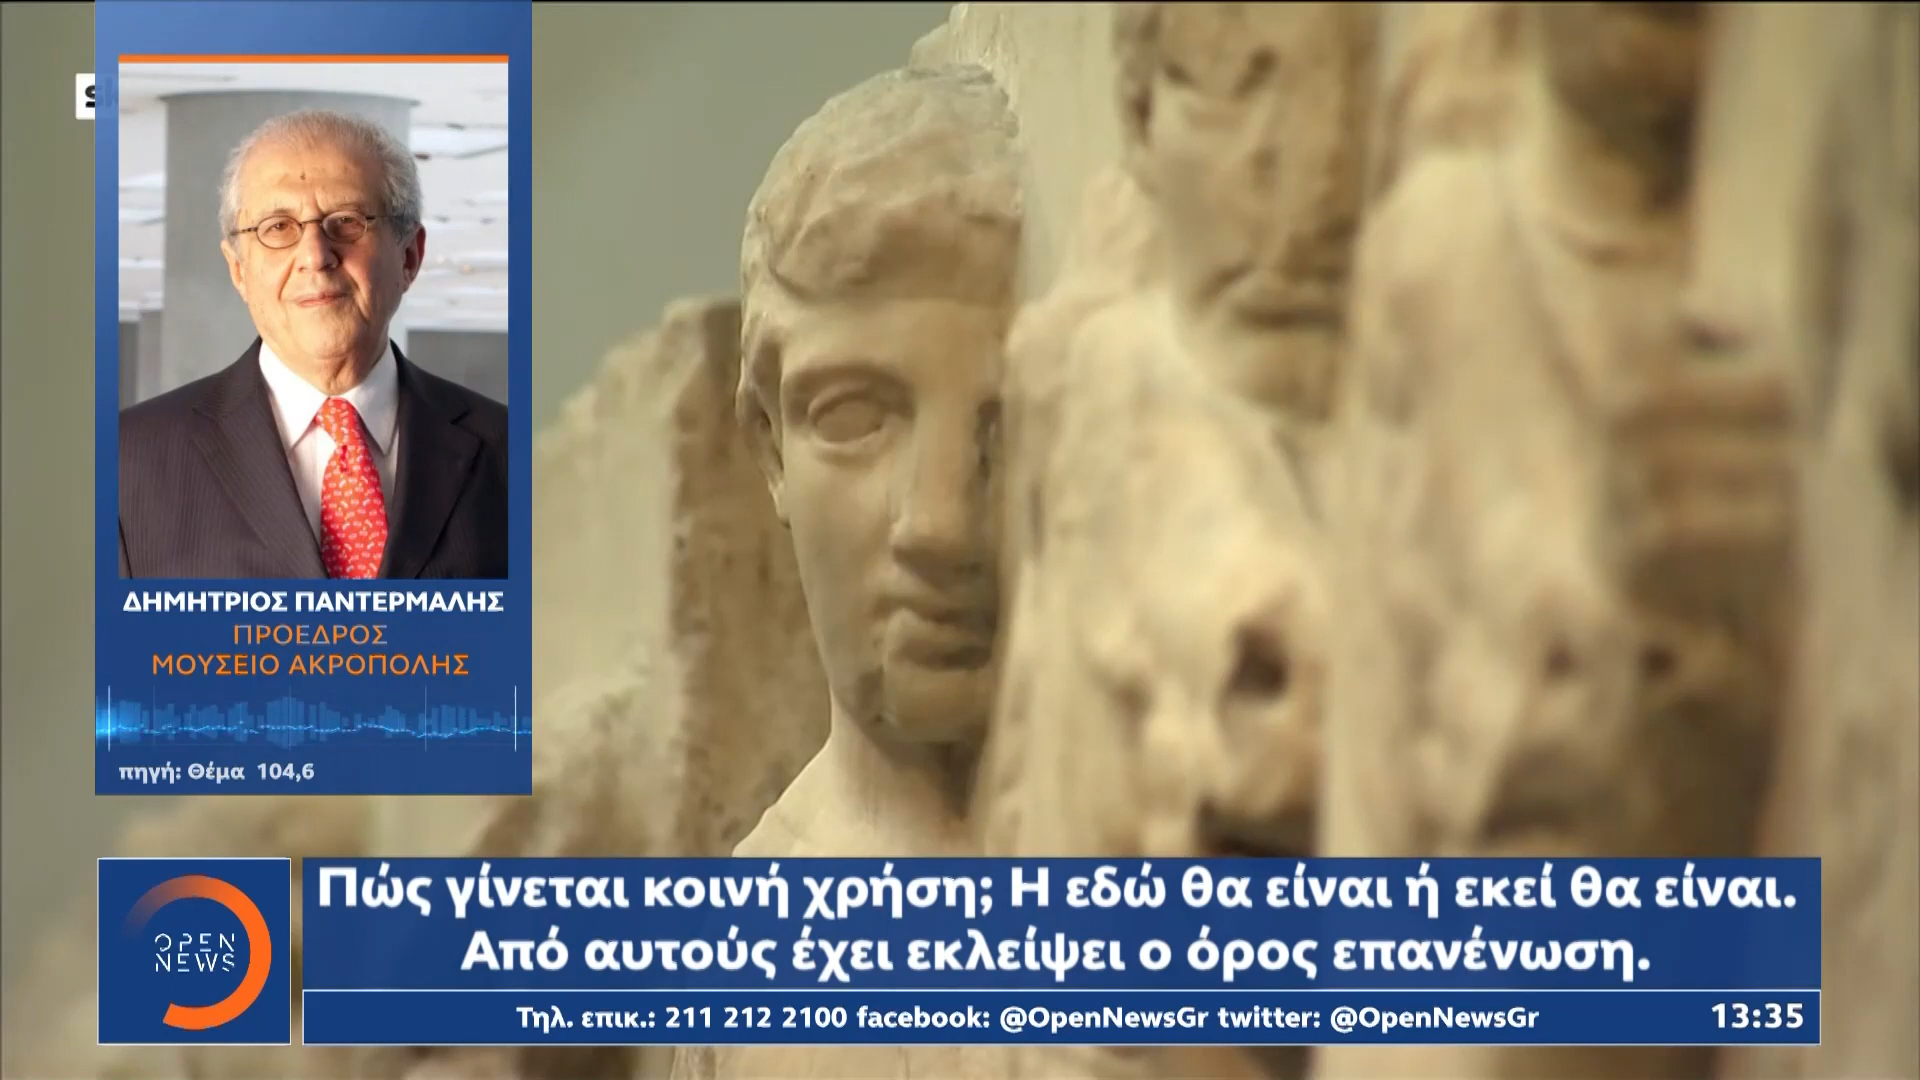 ΔΗΜΗΤΡΙΟΣ ΠΑΝΤΕΡΜΑΛΗΣ
ΠΡΟΕΔΡΟΣ
ΜΟΥΣΕΙΟ ΑΚΡΟΠΟΛΗΣ
πηγή: Θέμα 104,6
OPEN
NEWS
Πώς γίνεται κοινή χρήση; Η εδώ θα είναι ή εκεί θα είναι.
Από αυτούς έχει εκλείψει ο όρος επανένωση.
Τηλ. επικ.: 211 212 2100 facebook: @OpenNewsGr twitter: @OpenNewsGr
13:35